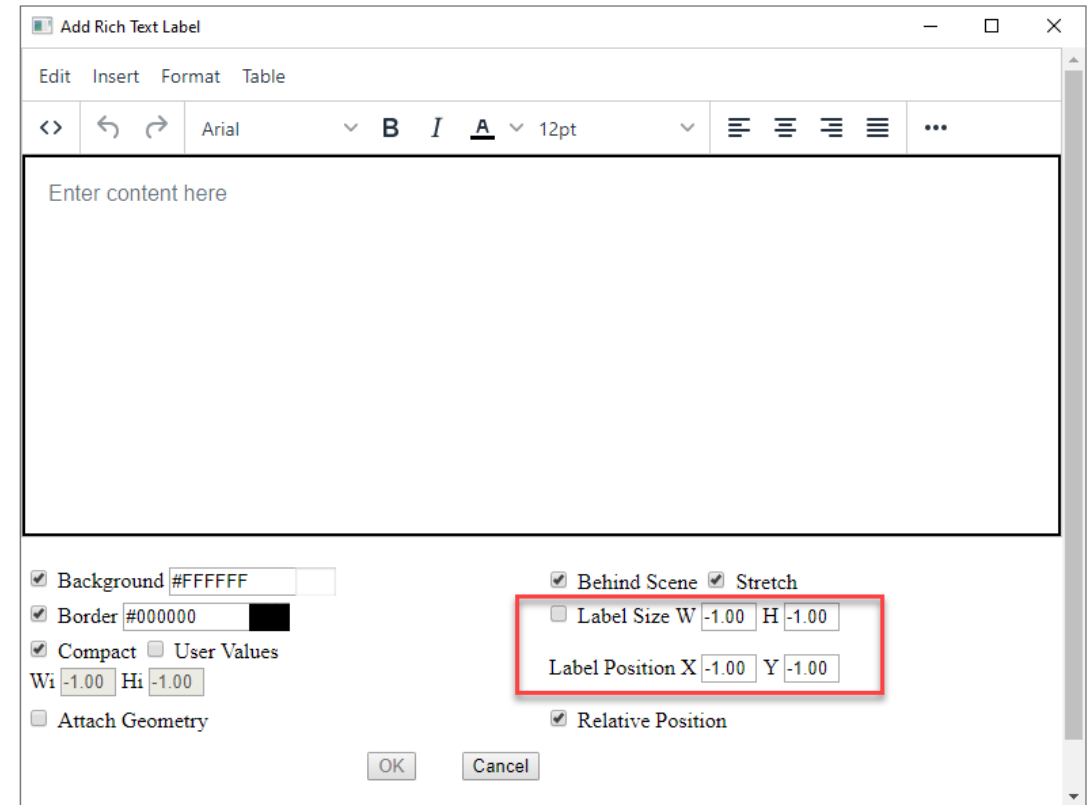 Add Rich Text Label
Edit Insert Format Table
Arial B I A 12pt
Enter content here
Background #FFFFFF
Behind Scene Stretch
Border #000000
Label Size W -1.00 H -1.00
Compact User Values
Wi -1.00 Hi -1.00
Label Position X -1.00 Y -1.00
Attach Geometry
Relative Position
OK Cancel